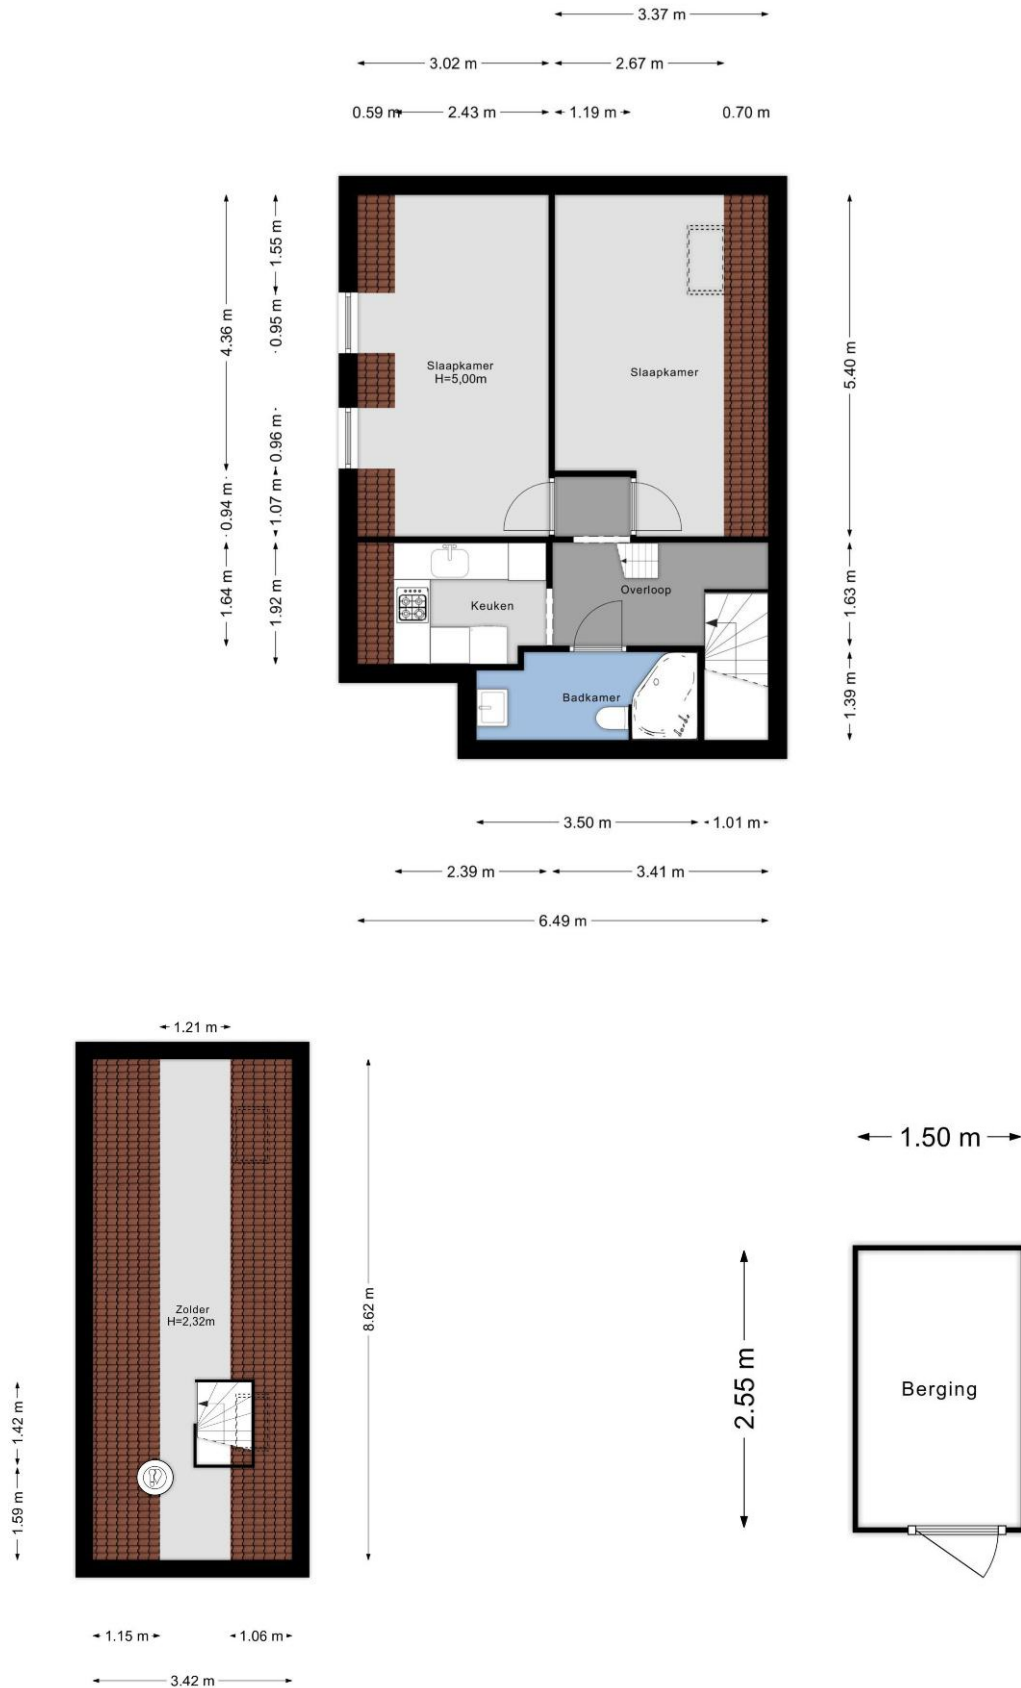 3.37 m
3.02 m
2.67 m
0.59 m
2.43 m
1.19 m
0.70 m
4.36 m
0.94 m
1.64 m
1.55 m
0.95 m
0.96 m
1.07 m
1.92 m
Slaapkamer
H=5,00m
Slaapkamer
5.40 m
1.63 m
1.39 m
Keuken
Overloop
Badkamer
3.50 m
1.01 m
2.39 m
3.41 m
6.49 m
1.21 m
8.62 m
Zolder
H=2,32m
1.42 m
1.59 m
1.15 m
1.06 m
3.42 m
1.50 m
2.55 m
Berging